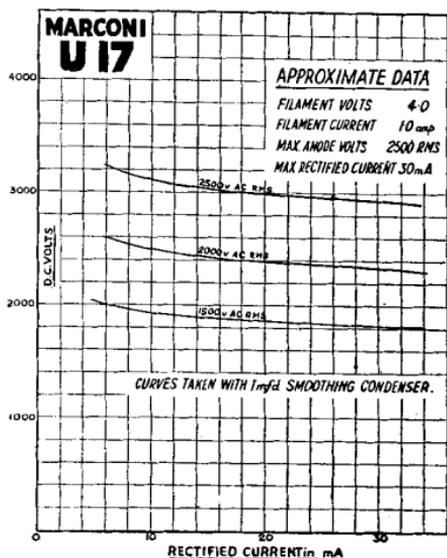 MARCONI
U 17
APPROXIMATE DATA
FILAMENT VOLTS 4·0
FILAMENT CURRENT 1·0 amp
MAX ANODE VOLTS 2500 RMS
MAX RECTIFIED CURRENT 30mA
4000
3000
2000
1000
0
D.C. VOLTS
2500v AC RMS
2000v AC RMS
1500v AC RMS
CURVES TAKEN WITH 1mfd SMOOTHING CONDENSER.
0
10
20
30
RECTIFIED CURRENT in mA